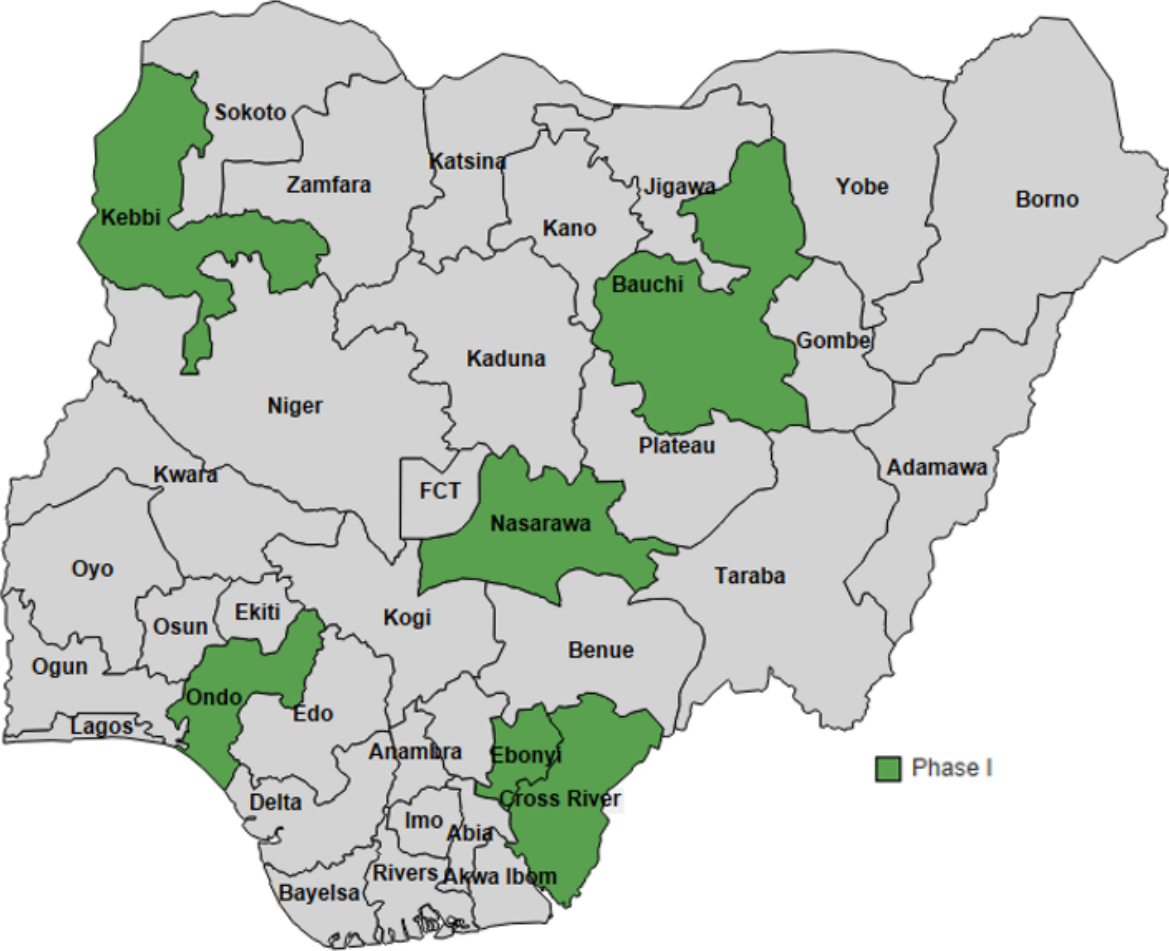 Sokoto
Katsina
Zamfara
Jigawa
Yobe
Borno
Kebbi
Kano
Bauchi
Gombe
Kaduna
Niger
Plateau
Adamawa
Kwara
FCT
Nasarawa
Oyo
Taraba
Ekiti
Kogi
Osun
Benue
Ogun
Ondo
Edo
Lagos
Anambra
Ebonyi
Phase I
Cross River
Delta
Imo
Abia
Rivers
Akwa Ibom
Bayelsa